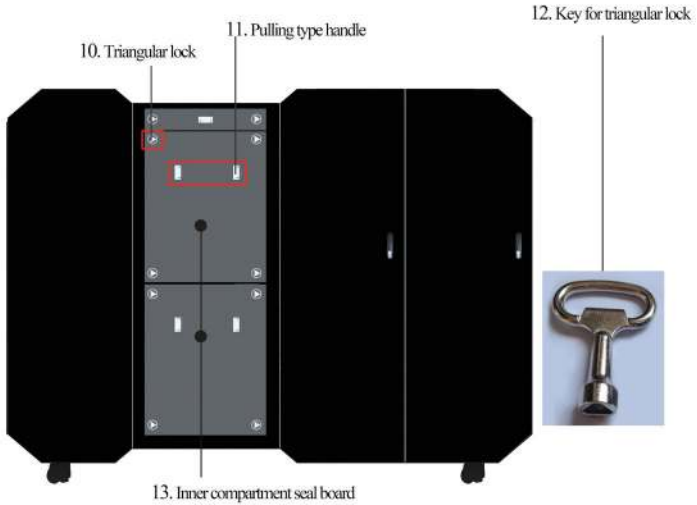 12. Key for triangular lock
11. Pulling type handle
10. Triangular lock
13. Inner compartment seal board